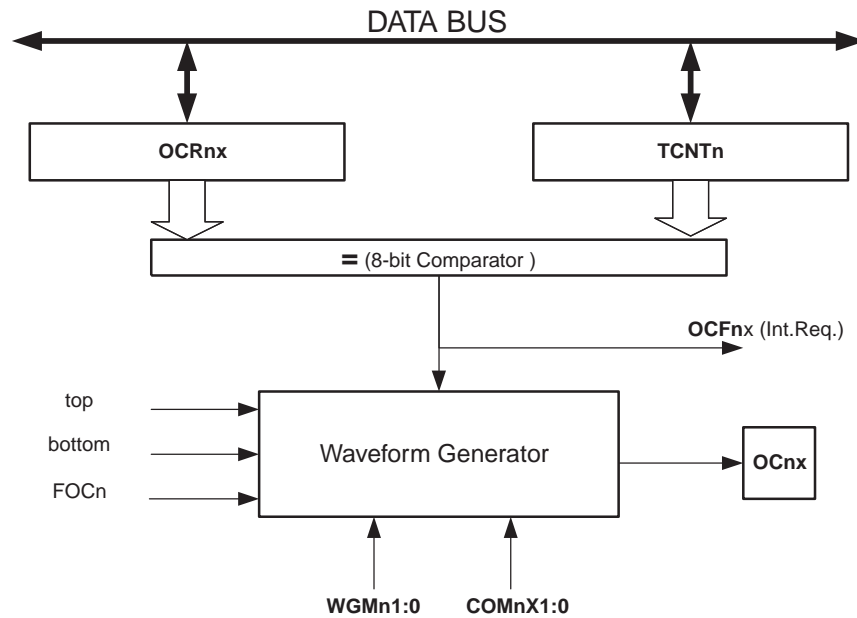 DATA BUS
OCRnx
TCNTn
= (8-bit Comparator )
OCFnx (Int.Req.)
top
bottom
FOCn
Waveform Generator
OCnx
WGMn1:0
COMnX1:0